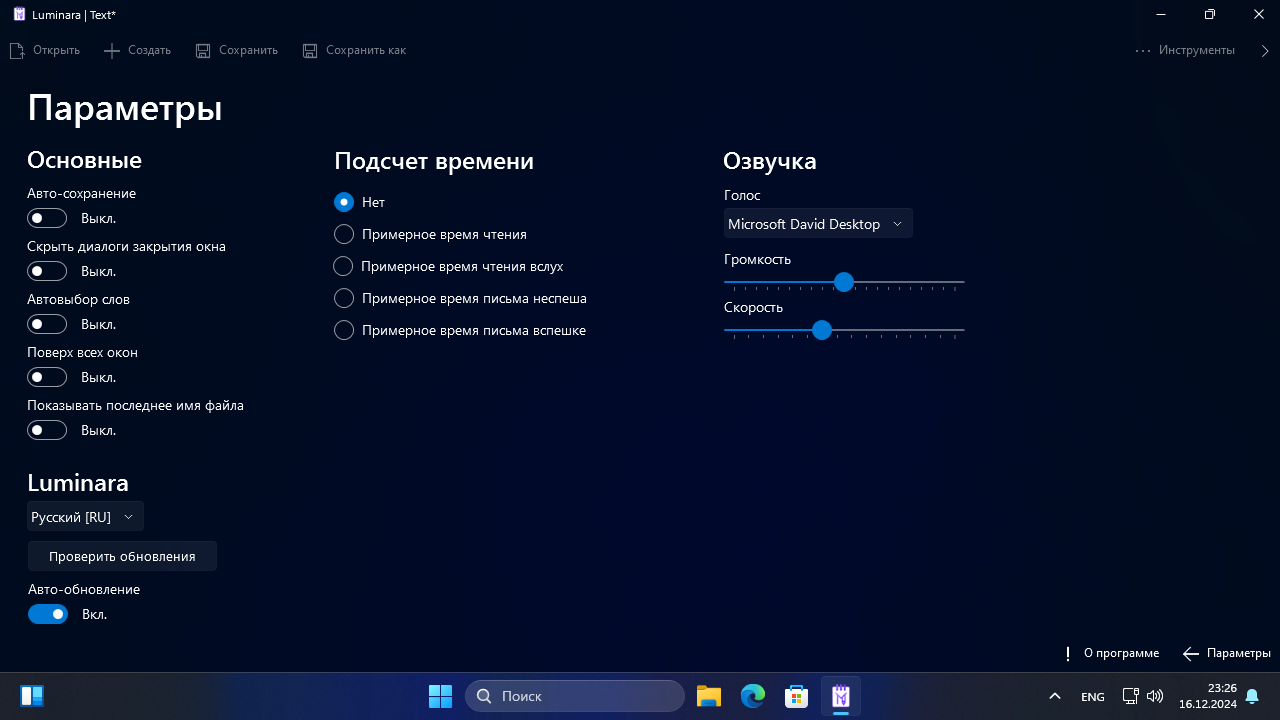 Luminara | Text*
Открыть
Создать
Сохранить
Сохранить как
Инструменты
Параметры
Основные
Авто-сохранение
Выкл.
Скрыть диалоги закрытия окна
Выкл.
Автовыбор слов
Выкл.
Поверх всех окон
Выкл.
Показывать последнее имя файла
Выкл.
Luminara
Русский [RU]
Проверить обновления
Авто-обновление
Вкл.
Подсчет времени
Нет
Примерное время чтения
Примерное время чтения вслух
Примерное время письма неспеша
Примерное время письма вспешке
Озвучка
Голос
Microsoft David Desktop
Громкость
Скорость
О программе
Параметры
Поиск
ENG
23:26
16.12.2024